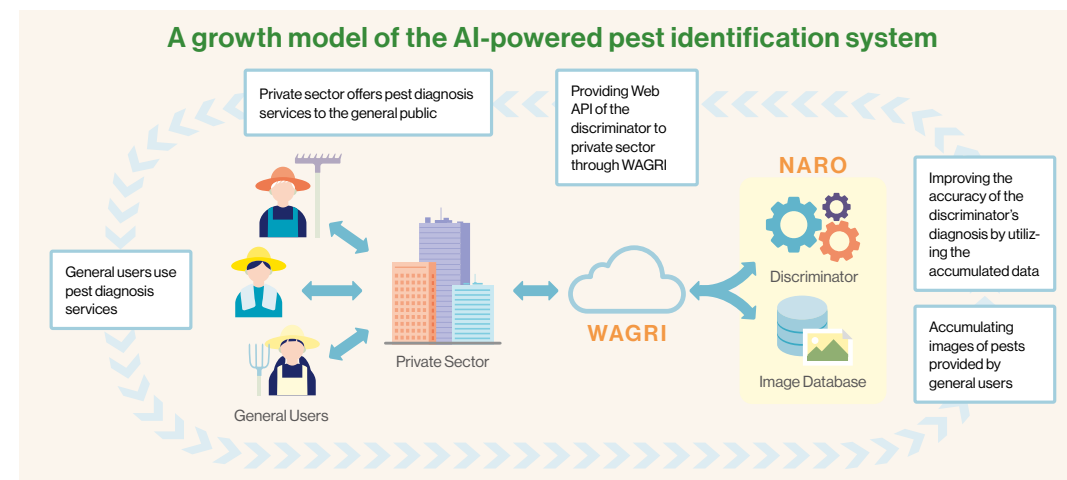 A growth model of the AI-powered pest identification system
Private sector offers pest diagnosis
services to the general public
Providing Web
API of the
discriminator to
private sector
through WAGRI
NARO
Improving the
accuracy of the
discriminator's
diagnosis by utiliz-
ing the
accumulated data
Discriminator
General users use
pest diagnosis
services
WAGRI
Private Sector
Accumulating
images of pests
provided by
general users
Image Database
General Users